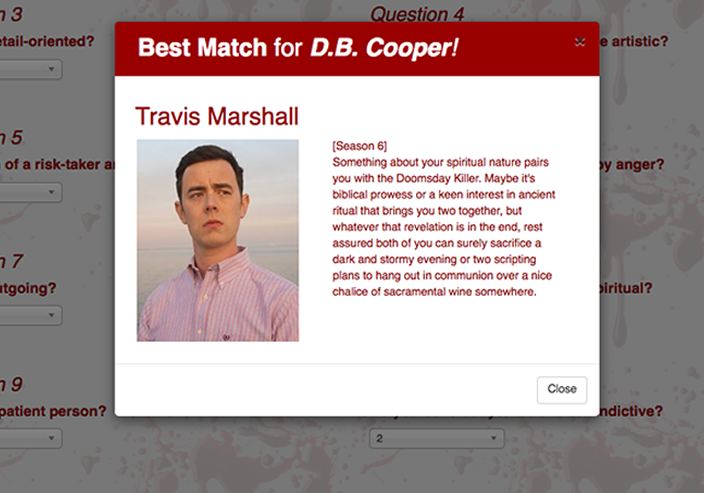 n 3
Question 4
etail-oriented?
e artistic?
Best Match for D.B. Cooper!
×
Travis Marshall
[Season 6]
Something about your spiritual nature pairs
you with the Doomsday Killer. Maybe it's
biblical prowess or a keen interest in ancient
ritual that brings you two together, but
whatever that revelation is in the end, rest
assured both of you can surely sacrifice a
dark and stormy evening or two scripting
plans to hang out in communion over a nice
chalice of sacramental wine somewhere.
n 5
n of a risk-taker a
by anger?
n 7
utgoing?
piritual?
Close
n 9
patient person?
ndictive?
2